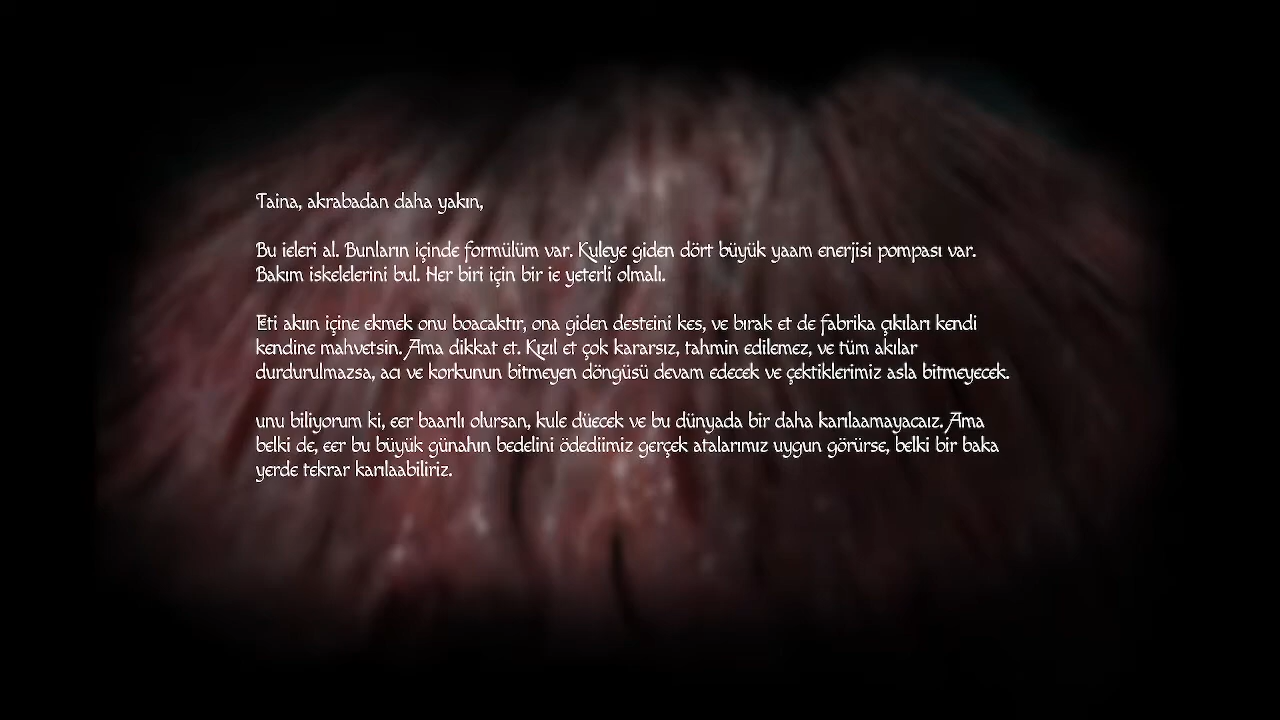 Taina, akrabadan daha yakın,
Bu ieleri al. Bunların içinde formülüm var. Kuleye giden dört büyük yaam enerjisi pompası var.
Bakım iskelelerini bul. Her biri için bir ie yeterli olmalı.
Eti akıın içine ekmek onu boacaktır, ona giden desteini kes, ve bırak et de fabrika çıkıları kendi
kendine mahvetsin. Ama dikkat et. Kızıl et çok kararsız, tahmin edilemez, ve tüm akılar
durdurulmazsa, acı ve korkunun bitmeyen döngüsü devam edecek ve çektiklerimiz asla bitmeyecek.
unu biliyorum ki, eer baarılı olursan, kule düecek ve bu dünyada bir daha karılaamayacaız. Ama
belki de, eer bu büyük günahın bedelini ödediimiz gerçek atalarımız uygun görürse, belki bir baka
yerde tekrar karılaabiliriz.